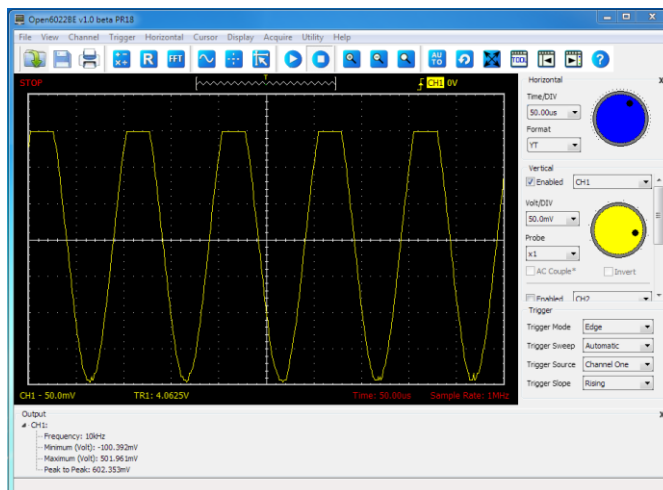 Open6022BE v1.0 beta PR18
File View Channel Trigger Horizontal Cursor Display Acquire Utility Help
R FFT AU TO TOOL ?
STOP T CH1 0V
CH1 - 50.0mV TR1: 4.0625V Time: 50.00us Sample Rate: 1MHz
Horizontal x
Time/DIV
50.00us
Format
YT
Vertical
Enabled CH1
Volt/DIV
50.0mV
Probe
x1
AC Couple* Invert
Enabled CH2
Trigger
Trigger Mode Edge
Trigger Sweep Automatic
Trigger Source Channel One
Trigger Slope Rising
Output x
CH1:
Frequency: 10kHz
Minimum (Volt): -100.392mV
Maximum (Volt): 501.961mV
Peak to Peak: 602.353mV